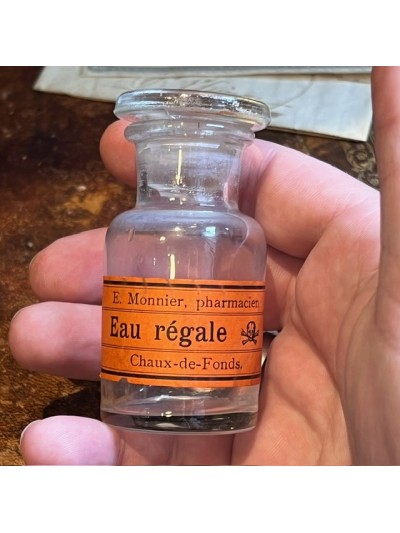 E. Monnier, pharmacien
Eau régale
Chaux-de-Fonds.